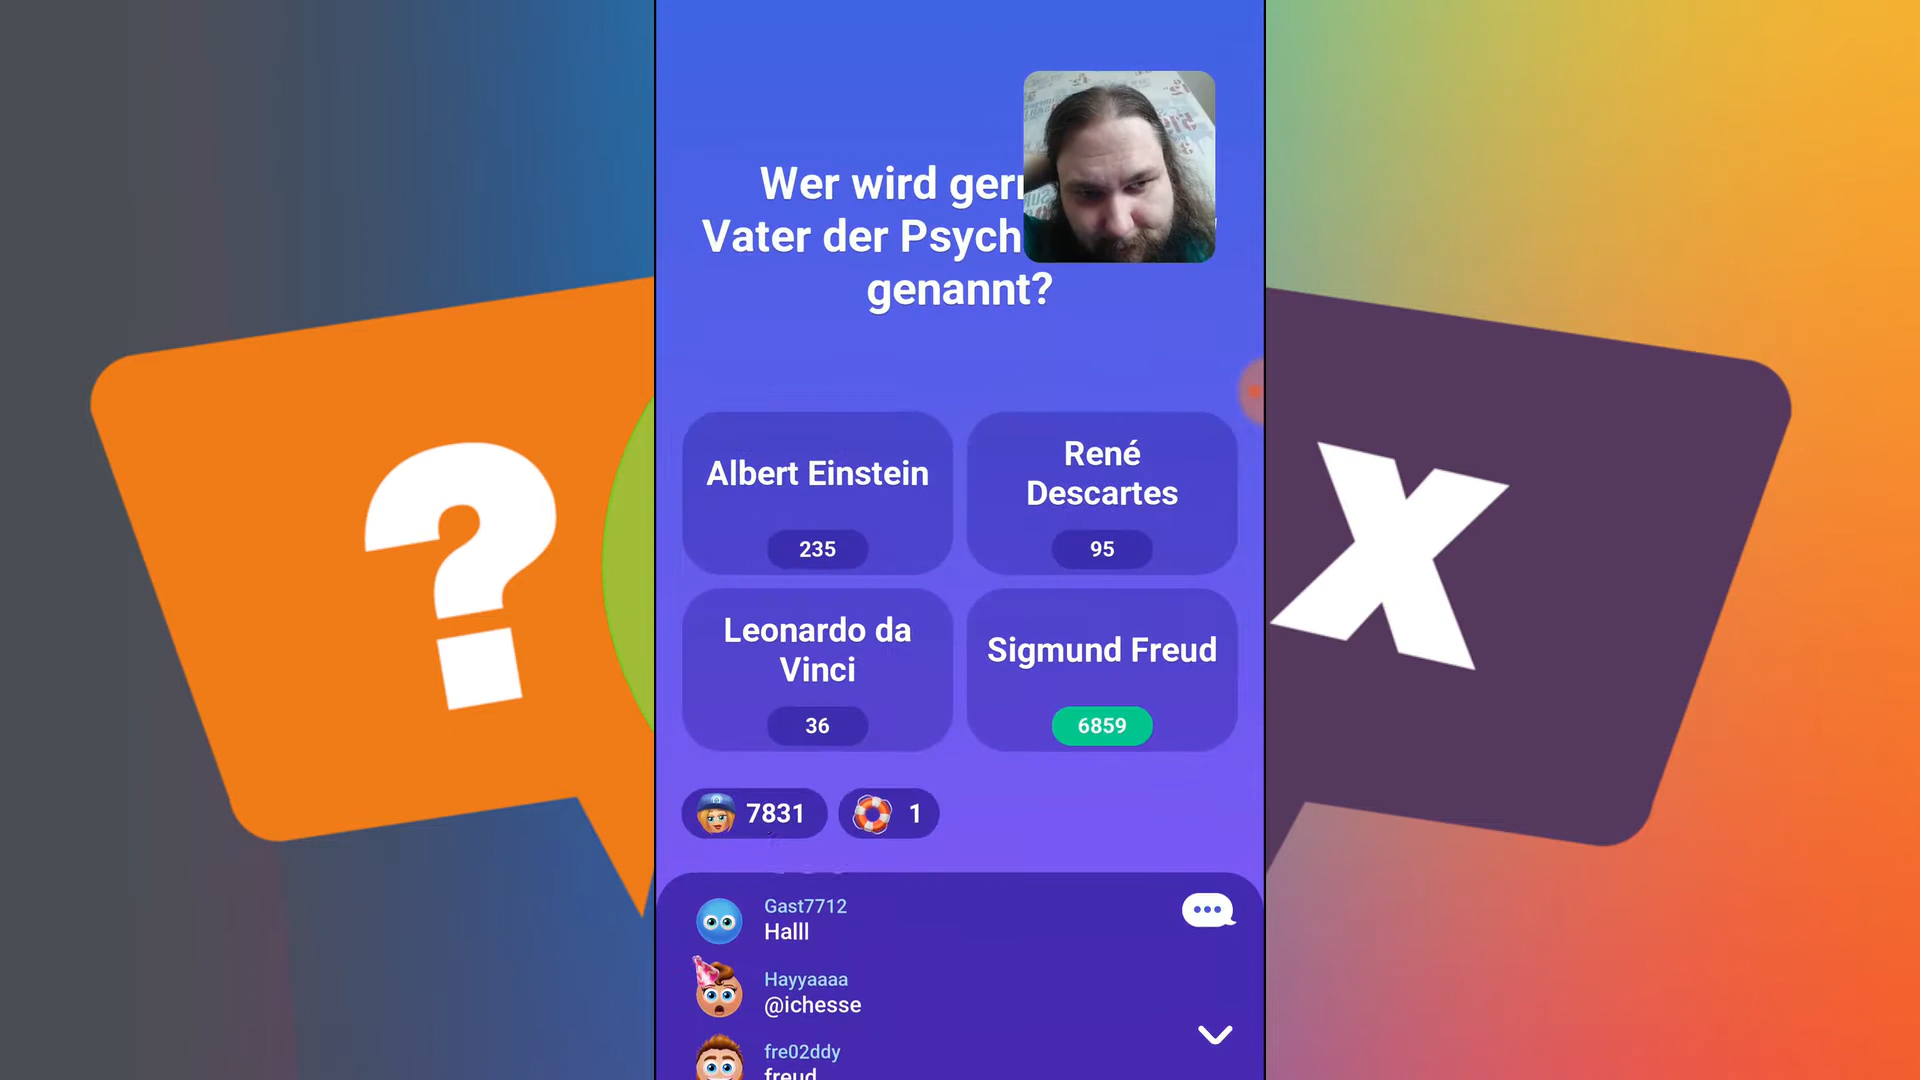 Wer wird ger
Vater der Psych
genannt?
Albert Einstein
235
René
Descartes
95
Leonardo da
Vinci
36
Sigmund Freud
6859
7831
1
Gast7712
Halll
Hayyaaaa
@ichesse
fre02ddy
freud
?
X